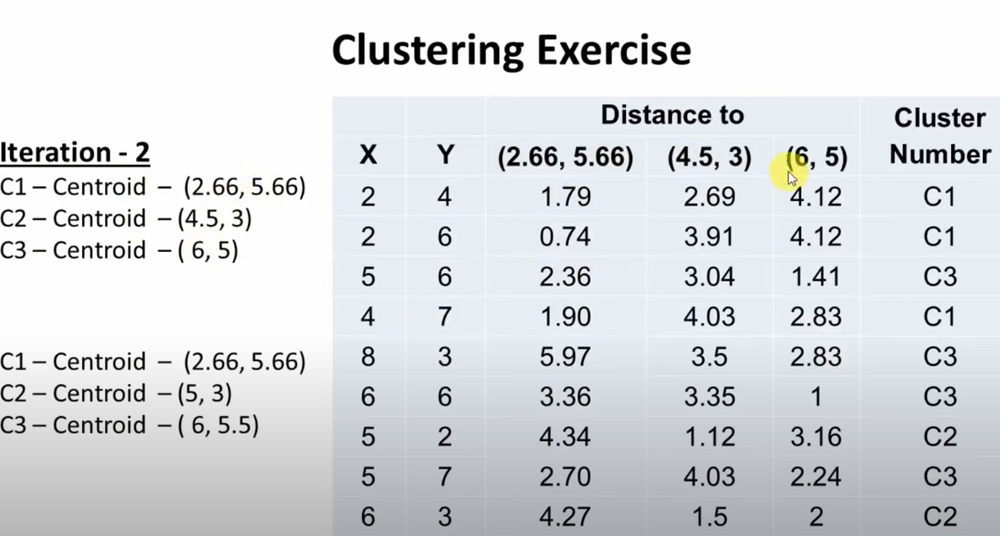 Clustering Exercise
Iteration - 2
C1 – Centroid – (2.66, 5.66)
C2 – Centroid – (4.5, 3)
C3 – Centroid – ( 6, 5)
C1 – Centroid – (2.66, 5.66)
C2 – Centroid – (5, 3)
C3 – Centroid – ( 6, 5.5)
Distance to Cluster
X Y (2.66, 5.66) (4.5, 3) (6, 5) Number
2 4 1.79 2.69 4.12 C1
2 6 0.74 3.91 4.12 C1
5 6 2.36 3.04 1.41 C3
4 7 1.90 4.03 2.83 C1
8 3 5.97 3.5 2.83 C3
6 6 3.36 3.35 1 C3
5 2 4.34 1.12 3.16 C2
5 7 2.70 4.03 2.24 C3
6 3 4.27 1.5 2 C2